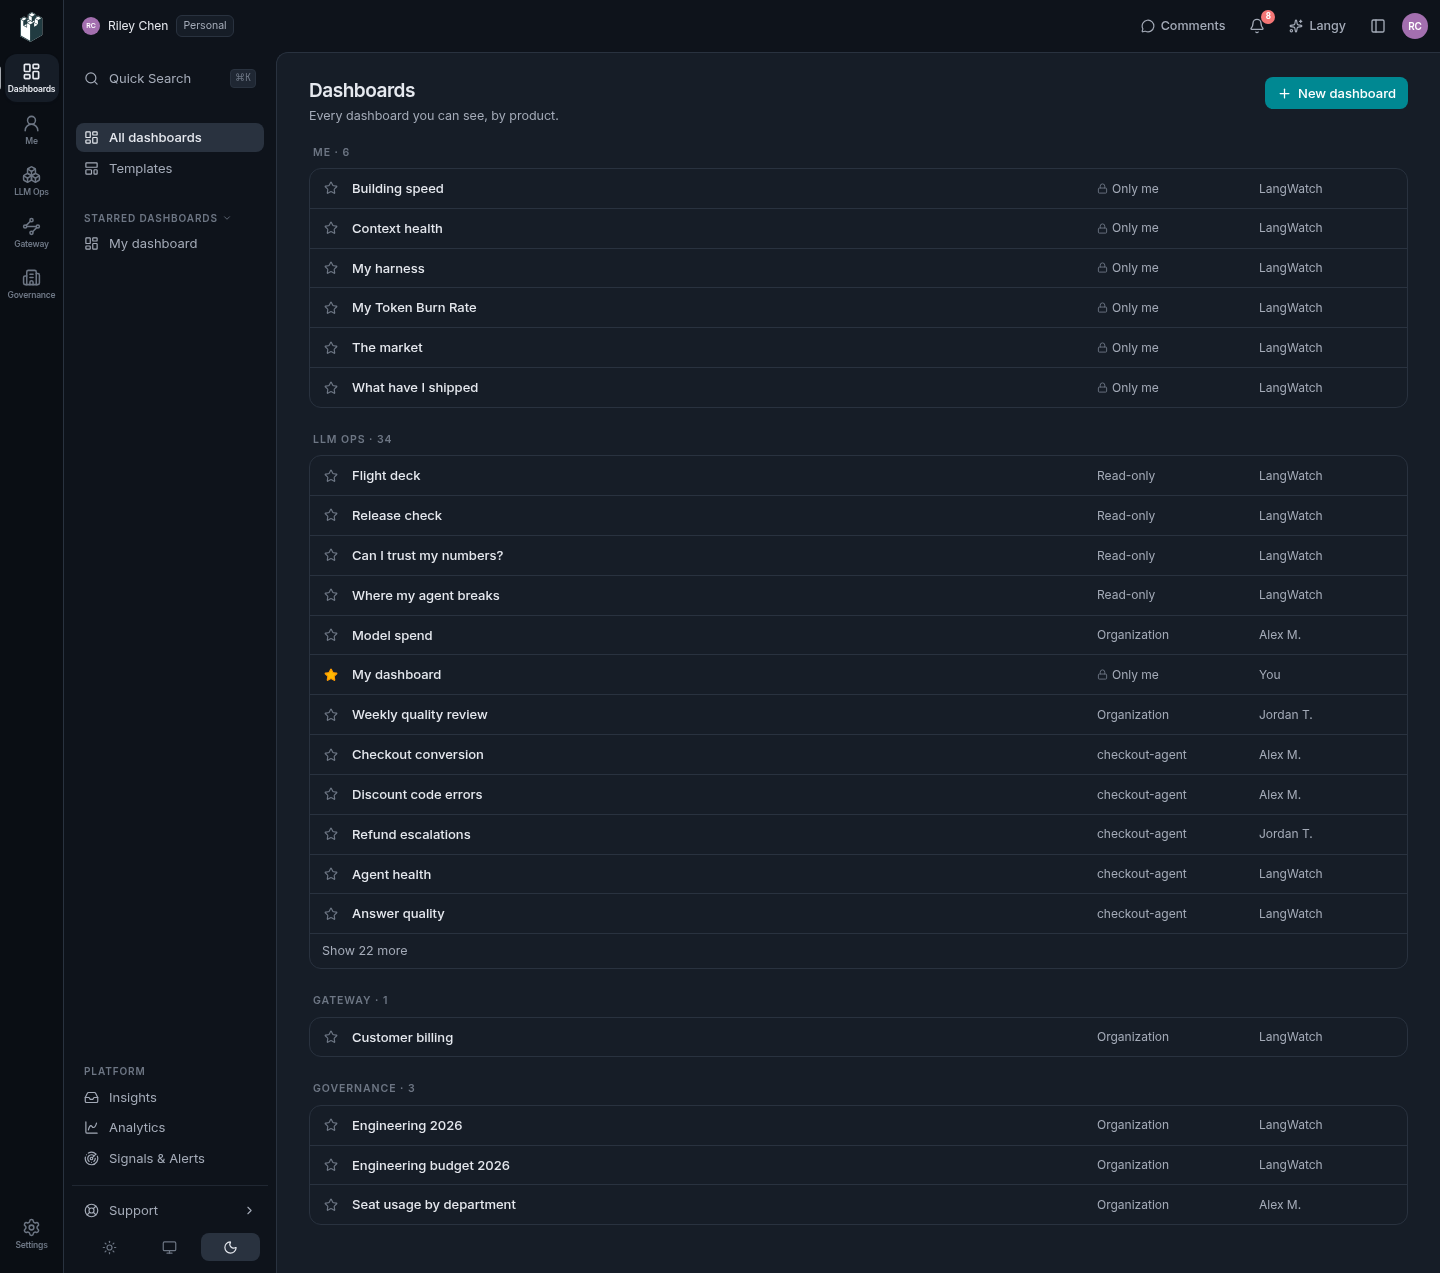 RC Riley Chen Personal
Comments 8 Langy RC
Dashboards
Me
LLM Ops
Gateway
Governance
Settings
Quick Search ⌘K
All dashboards
Templates
STARRED DASHBOARDS
My dashboard
PLATFORM
Insights
Analytics
Signals & Alerts
Support
Dashboards
Every dashboard you can see, by product.
+ New dashboard
ME · 6
Building speed Only me LangWatch
Context health Only me LangWatch
My harness Only me LangWatch
My Token Burn Rate Only me LangWatch
The market Only me LangWatch
What have I shipped Only me LangWatch
LLM OPS · 34
Flight deck Read-only LangWatch
Release check Read-only LangWatch
Can I trust my numbers? Read-only LangWatch
Where my agent breaks Read-only LangWatch
Model spend Organization Alex M.
My dashboard Only me You
Weekly quality review Organization Jordan T.
Checkout conversion checkout-agent Alex M.
Discount code errors checkout-agent Alex M.
Refund escalations checkout-agent Jordan T.
Agent health checkout-agent LangWatch
Answer quality checkout-agent LangWatch
Show 22 more
GATEWAY · 1
Customer billing Organization LangWatch
GOVERNANCE · 3
Engineering 2026 Organization LangWatch
Engineering budget 2026 Organization LangWatch
Seat usage by department Organization Alex M.